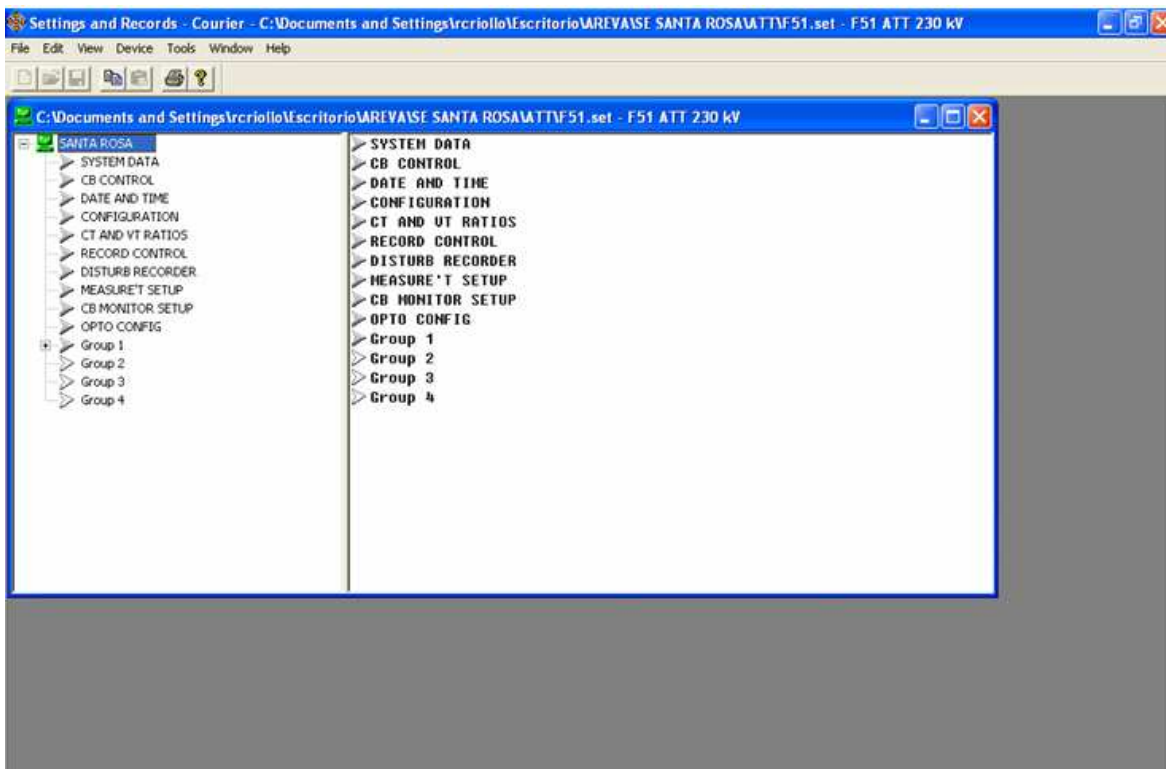 Settings and Records - Courier - C:\Documents and Settings\rcriollo\Escritorio\AREVA\SE SANTA ROSA\ATT\F51.set - F51 ATT 230 kV
File Edit View Device Tools Window Help
C:\Documents and Settings\rcriollo\Escritorio\AREVA\SE SANTA ROSA\ATT\F51.set - F51 ATT 230 kV
SANTA ROSA
SYSTEM DATA
CB CONTROL
DATE AND TIME
CONFIGURATION
CT AND VT RATIOS
RECORD CONTROL
DISTURB RECORDER
MEASURE'T SETUP
CB MONITOR SETUP
OPTO CONFIG
Group 1
Group 2
Group 3
Group 4
SYSTEM DATA
CB CONTROL
DATE AND TIME
CONFIGURATION
CT AND VT RATIOS
RECORD CONTROL
DISTURB RECORDER
MEASURE'T SETUP
CB MONITOR SETUP
OPTO CONFIG
Group 1
Group 2
Group 3
Group 4